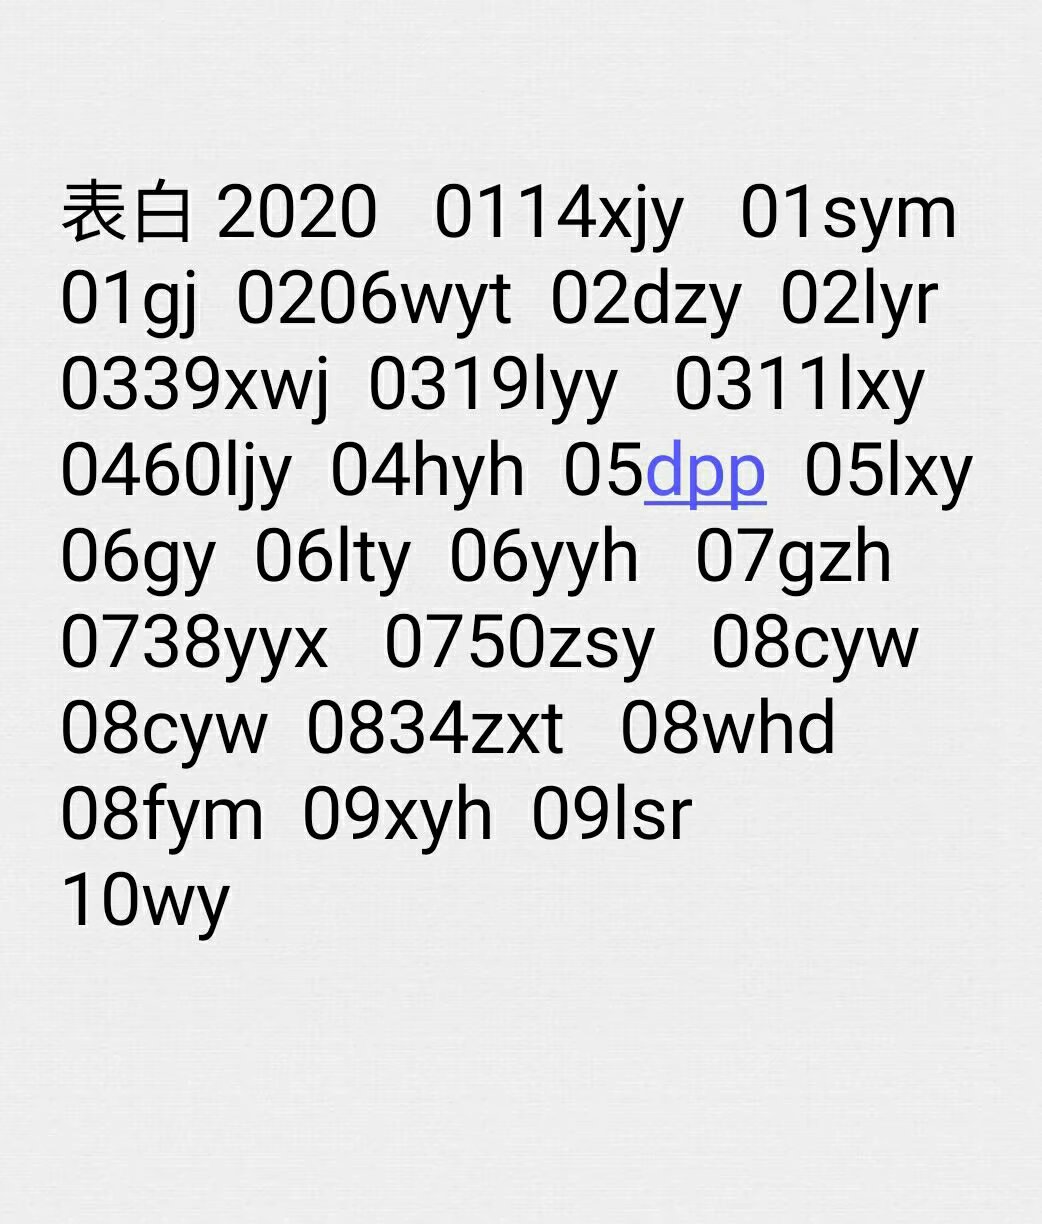 表白 2020 0114xjy 01sym
01gj 0206wyt 02dzy 02lyr
0339xwj 0319lyy 0311lxy
0460ljy 04hyh 05dpp 05lxy
06gy 06lty 06yyh 07gzh
0738yyx 0750zsy 08cyw
08cyw 0834zxt 08whd
08fym 09xyh 09lsr
10wy